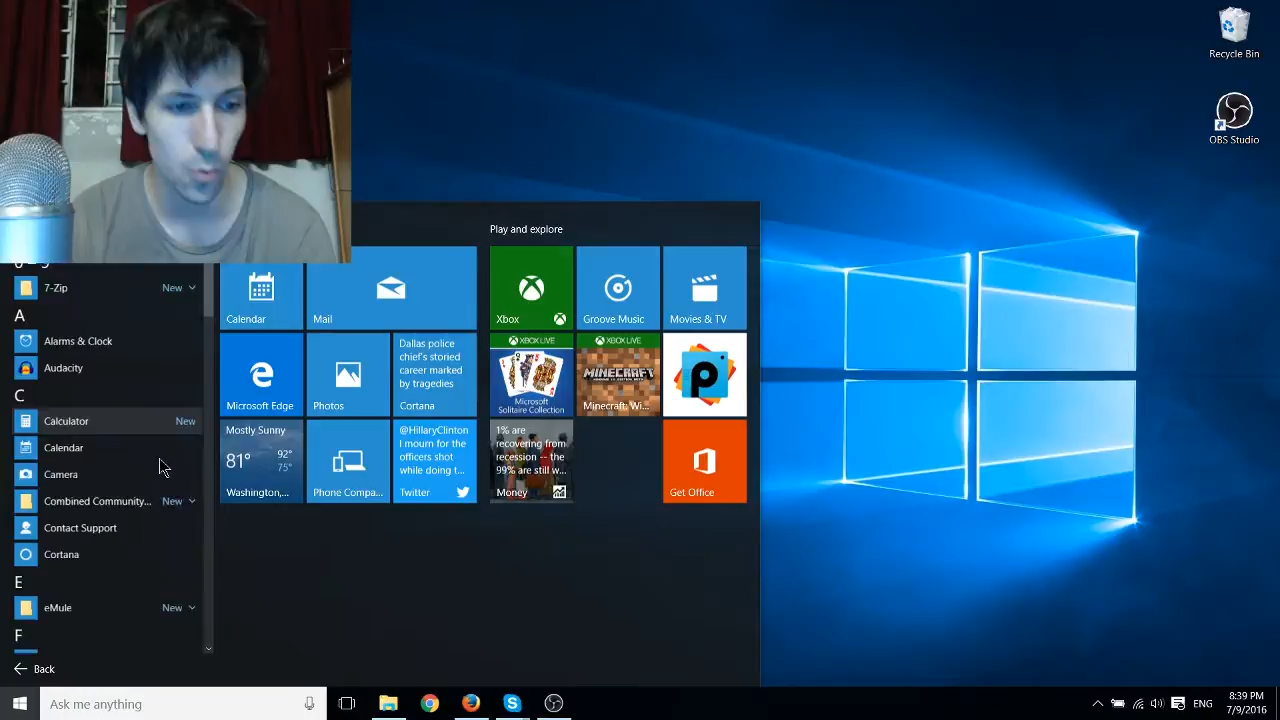 Recycle Bin
OBS Studio
Play and explore
7-Zip New
A
Alarms & Clock
Audacity
C
Calculator New
Calendar
Camera
Combined Community... New
Contact Support
Cortana
E
eMule New
F
Back
Calendar
Mail
Xbox
Groove Music
Movies & TV
Microsoft Edge
Photos
Dallas police
chief's storied
career marked
by tragedies
Cortana
XBOX LIVE
Microsoft
Solitaire Collection
XBOX LIVE
MINECRAFT
Minecraft: Wi...
p
Mostly Sunny
81° 92°
75°
Washington,...
Phone Compa...
@HillaryClinton
I mourn for the
officers shot
while doing t...
Twitter
1% are
recovering from
recession -- the
99% are still w...
Money
Get Office
Ask me anything
ENG
8:39 PM
7/9/2016